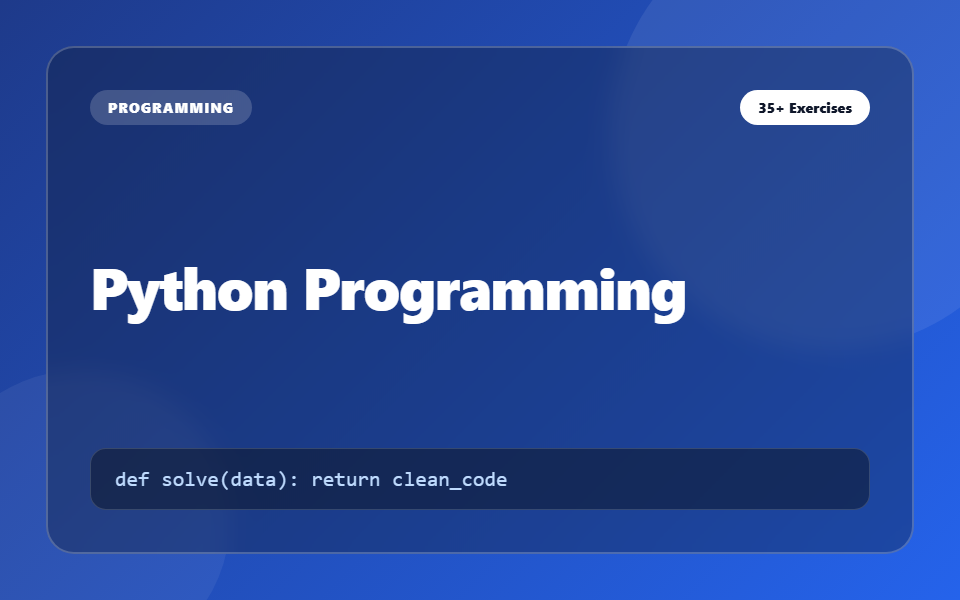 PROGRAMMING
35+ Exercises
Python Programming
def solve(data): return clean_code